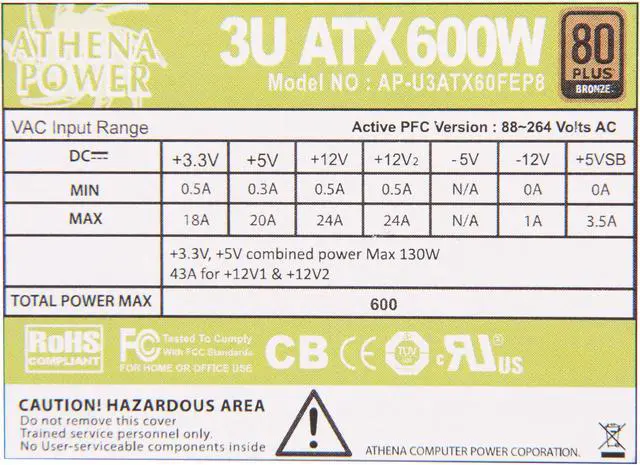 ATHENA POWER
3U ATX 600W
Model NO : AP-U3ATX60FEP8
80 PLUS BRONZE
VAC Input Range Active PFC Version : 88~264 Volts AC
DC +3.3V +5V +12V +12V2 -5V -12V +5VSB
MIN 0.5A 0.3A 0.5A 0.5A N/A 0A 0A
MAX 18A 20A 24A 24A N/A 1A 3.5A
+3.3V, +5V combined power Max 130W
43A for +12V1 & +12V2
TOTAL POWER MAX 600
RoHS COMPLIANT
FC Tested To Comply With FCC Standards
FOR HOME OR OFFICE USE
CB CE TUV c RU US
CAUTION! HAZARDOUS AREA
Do not remove this cover
Trained service personnel only.
No User-serviceable components inside
ATHENA COMPUTER POWER COPORATION.